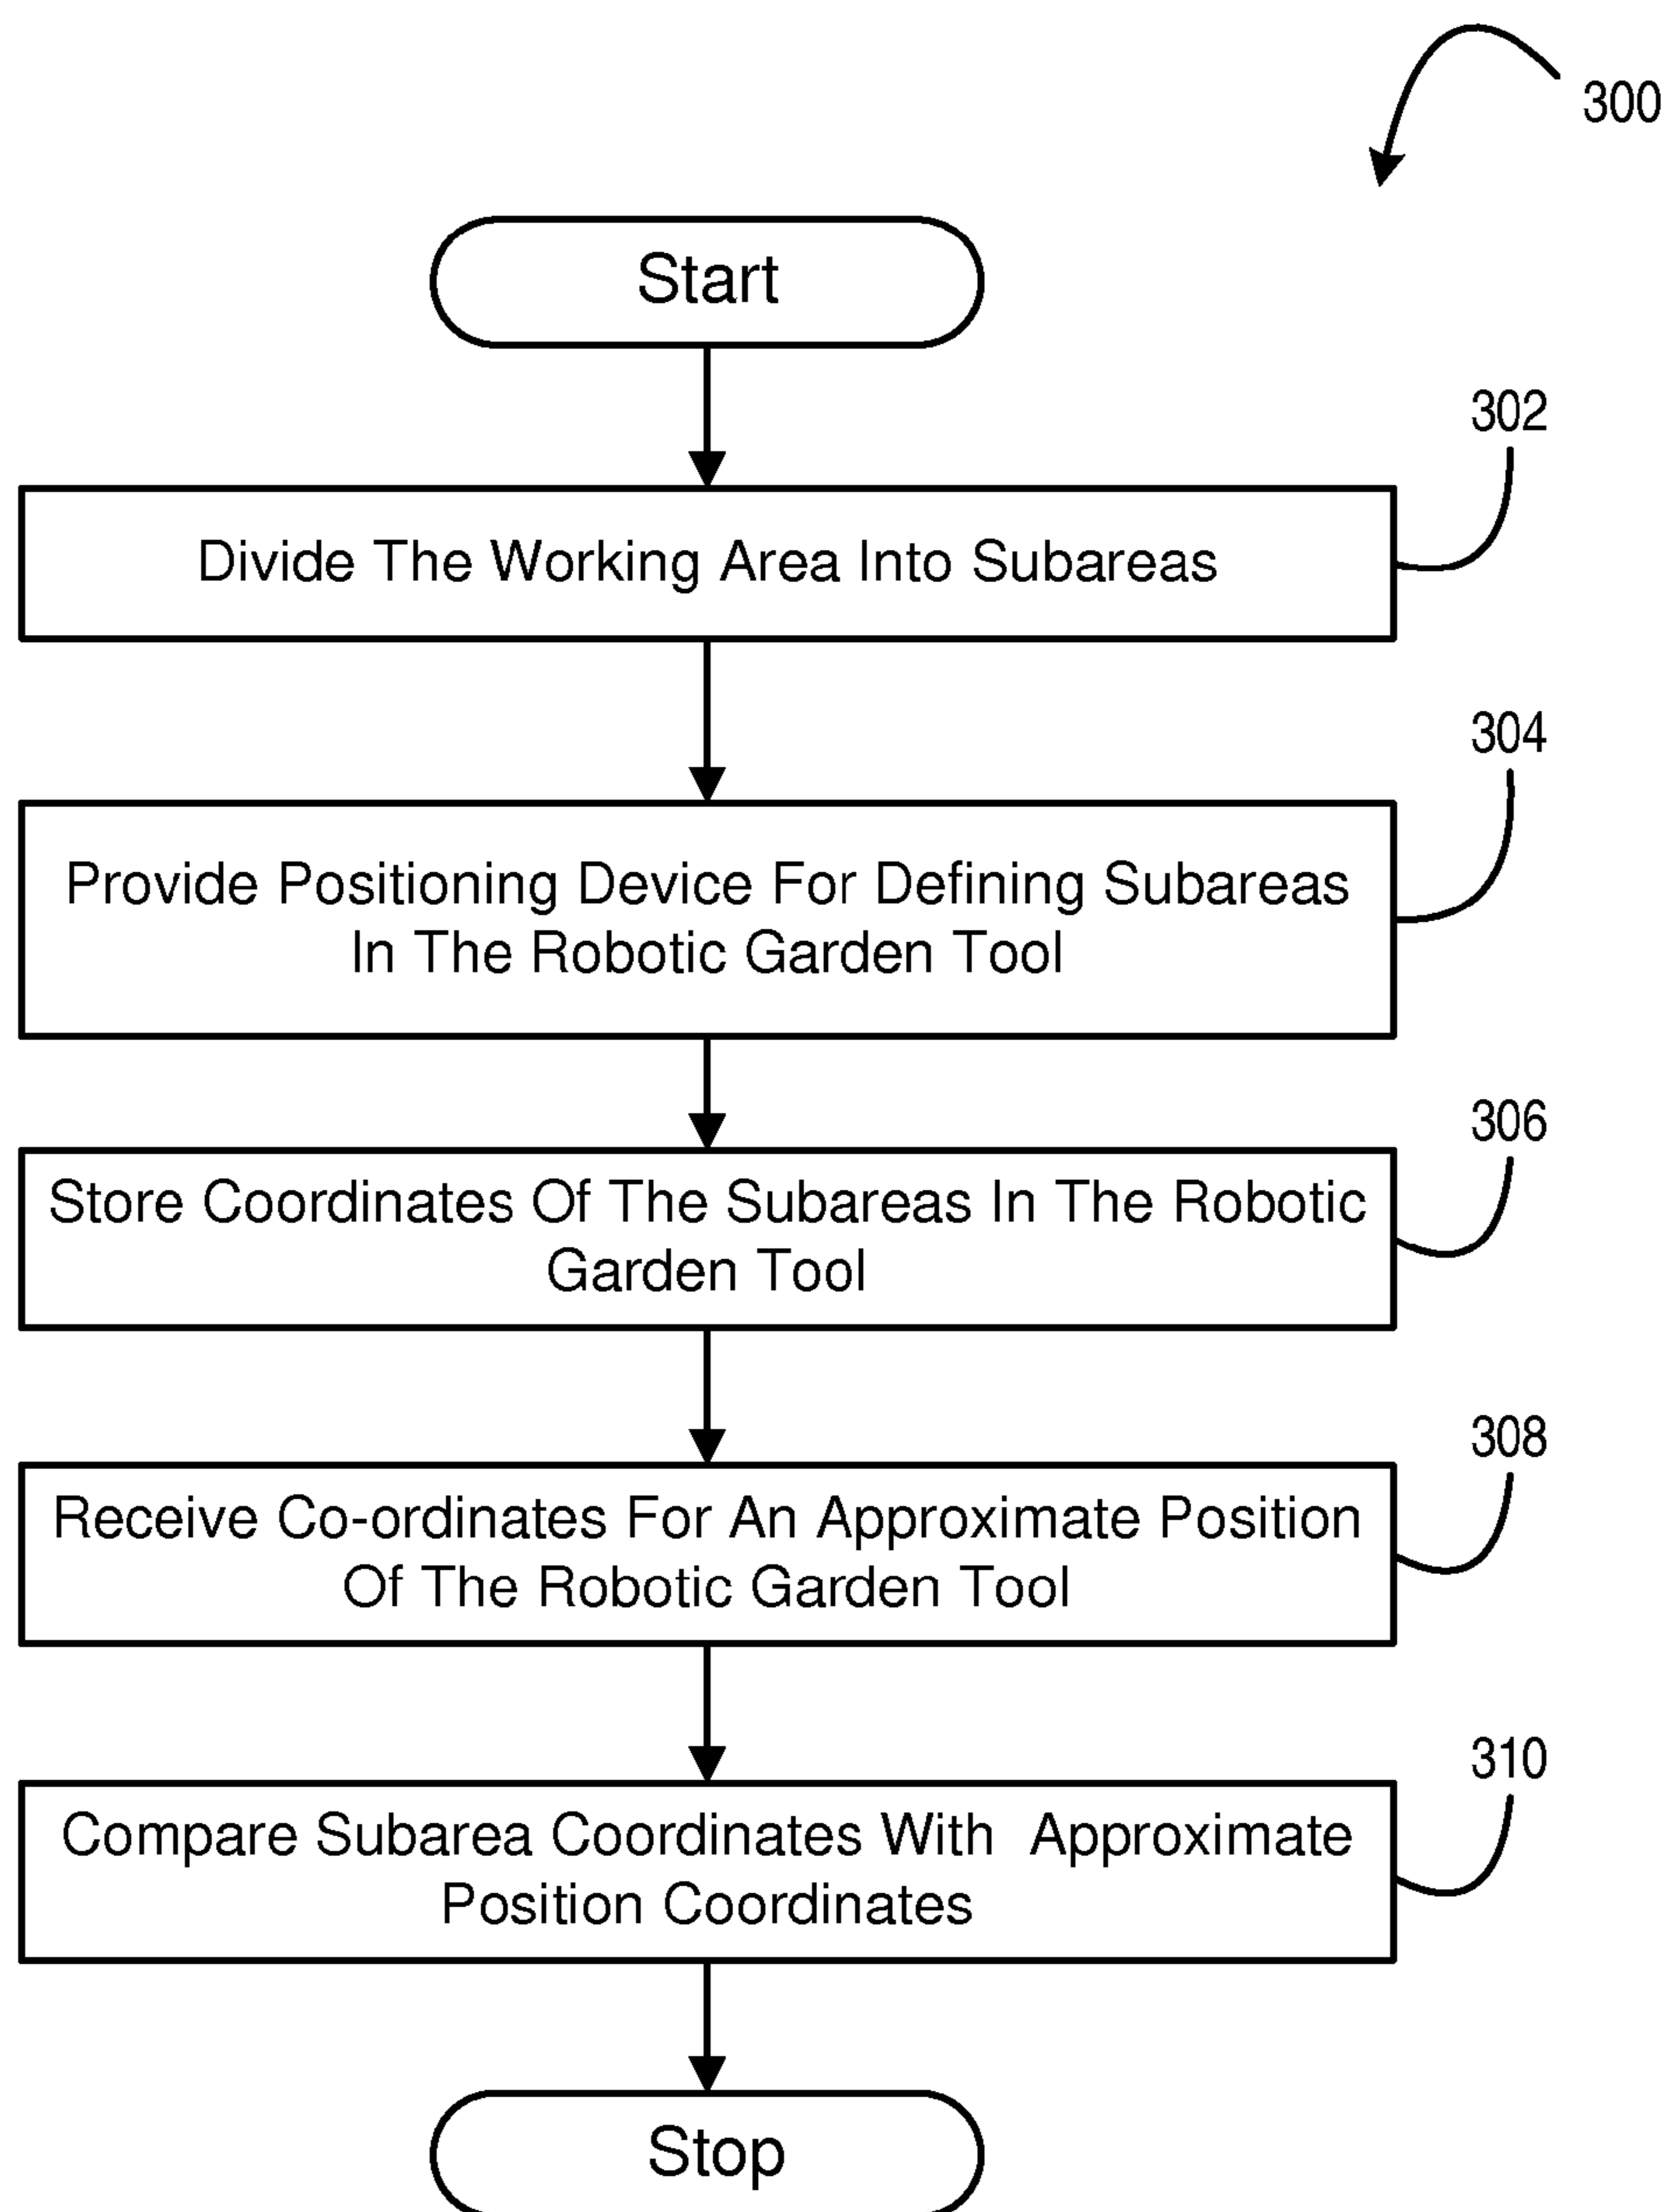 300
Start
302
Divide The Working Area Into Subareas
304
Provide Positioning Device For Defining Subareas
In The Robotic Garden Tool
306
Store Coordinates Of The Subareas In The Robotic
Garden Tool
308
Receive Co-ordinates For An Approximate Position
Of The Robotic Garden Tool
310
Compare Subarea Coordinates With Approximate
Position Coordinates
Stop